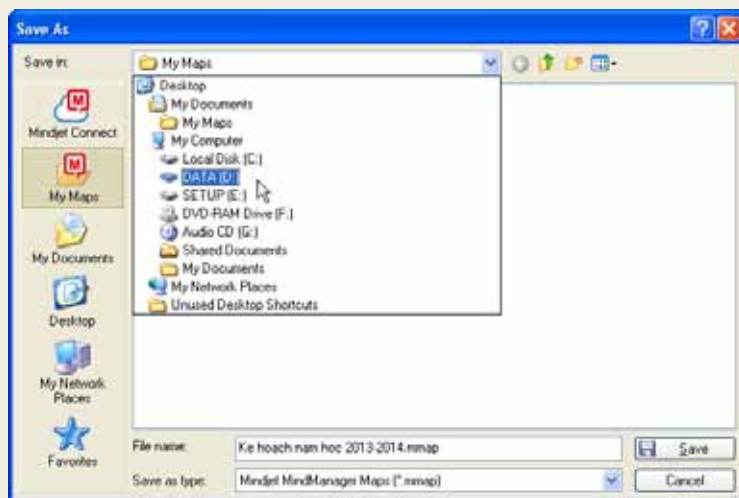 Save As
Save in:
My Maps
Desktop
My Documents
My Maps
My Computer
Local Disk (C:)
DATA (D:)
SETUP (E:)
DVD-RAM Drive (F:)
Audio CD (G:)
Shared Documents
My Documents
My Network Places
Unused Desktop Shortcuts
Mindjet Connect
My Maps
My Documents
Desktop
My Network
Places
Favorites
File name:
Ke hoach nam hoc 2013-2014.mmap
Save
Save as type:
Mindjet MindManager Maps (*.mmap)
Cancel